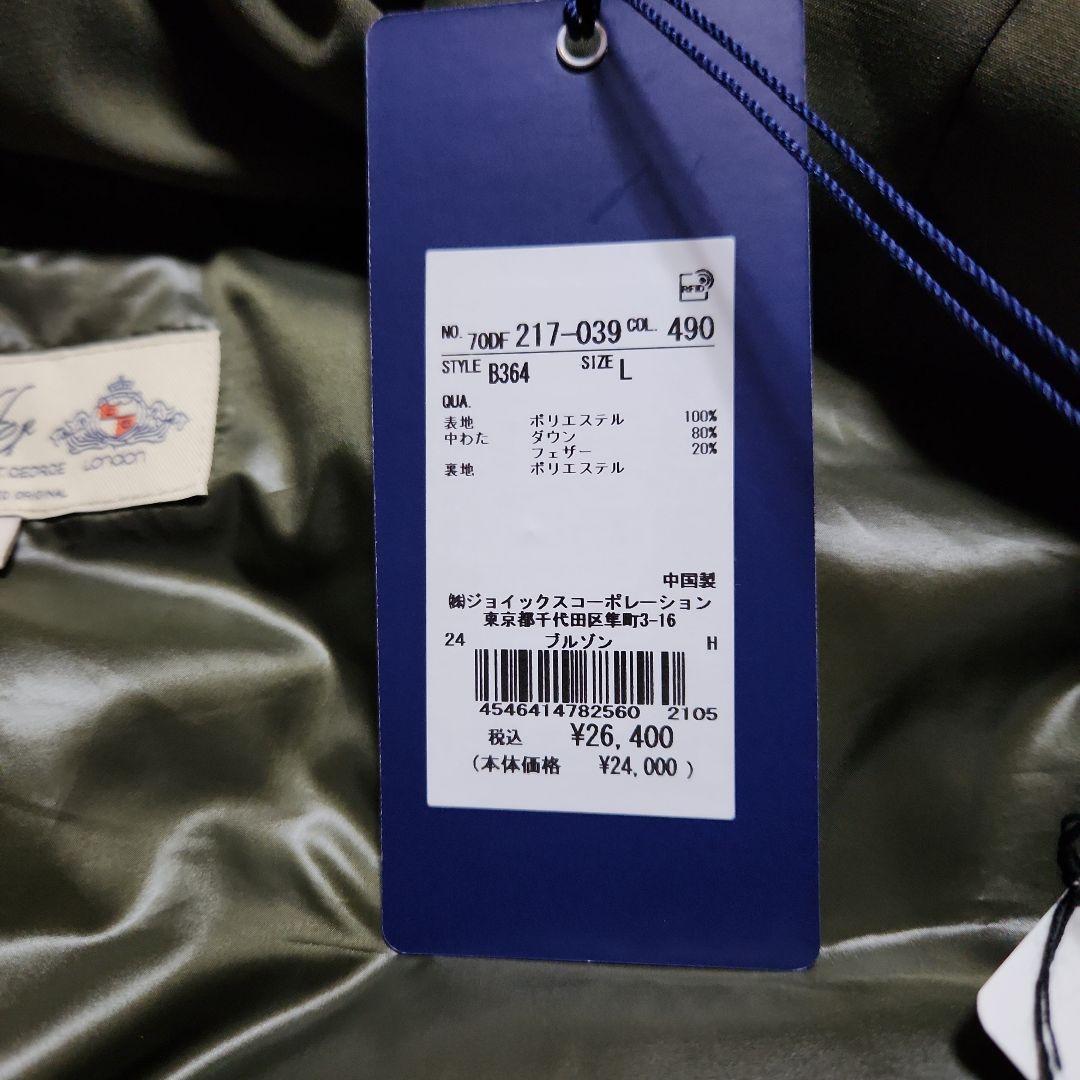 RFID
NO. 70DF 217-039 COL. 490
STYLE B364 SIZE L
QUA.
表地 ポリエステル 100%
中わた ダウン 80%
フェザー 20%
裏地 ポリエステル
中国製
㈱ジョイックスコーポレーション
東京都千代田区隼町3-16
24 ブルゾン H
4546414782560 2105
税込 ¥26,400
(本体価格 ¥24,000)
GEORGE LONDON
ORIGINAL